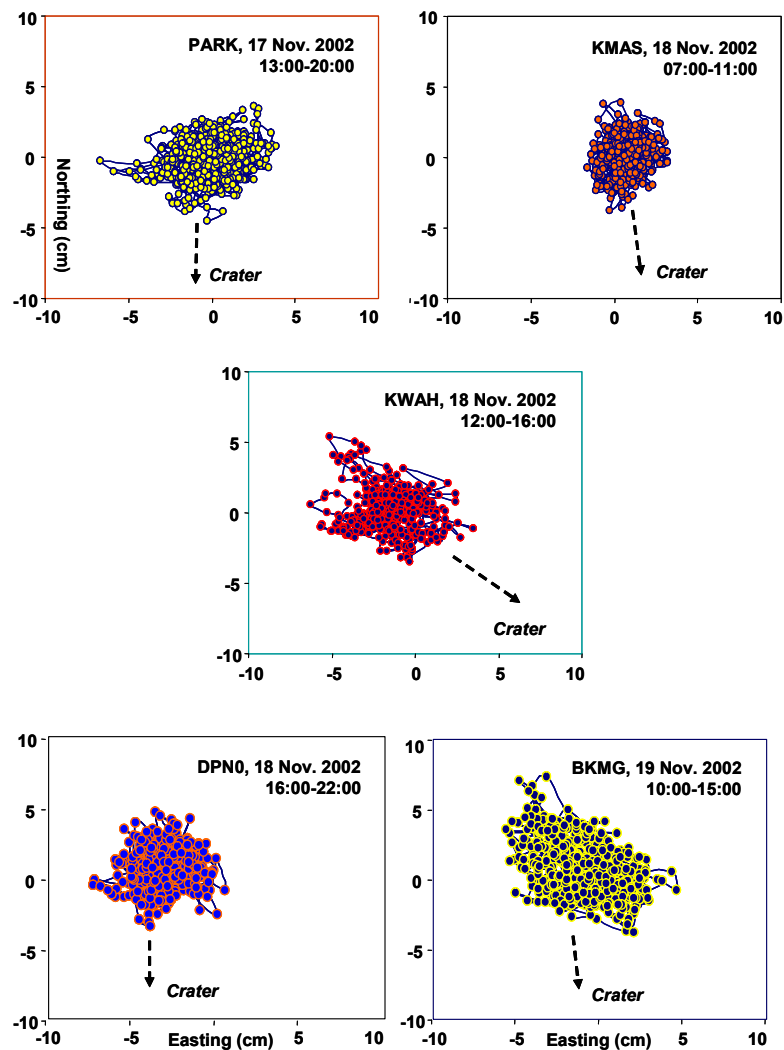 10
PARK, 17 Nov. 2002
13:00-20:00
5
0
Northing (cm)
-5
Crater
-10
-10 -5 0 5 10
10
KMAS, 18 Nov. 2002
07:00-11:00
5
0
-5
Crater
-10
-10 -5 0 5 10
10
KWAH, 18 Nov. 2002
12:00-16:00
5
0
-5
Crater
-10
-10 -5 0 5 10
10
DPN0, 18 Nov. 2002
16:00-22:00
5
0
-5
Crater
-10
-10 -5 Easting (cm) 5 10
10
BKMG, 19 Nov. 2002
10:00-15:00
5
0
-5
Crater
-10
-10 -5 Easting (cm) 5 10